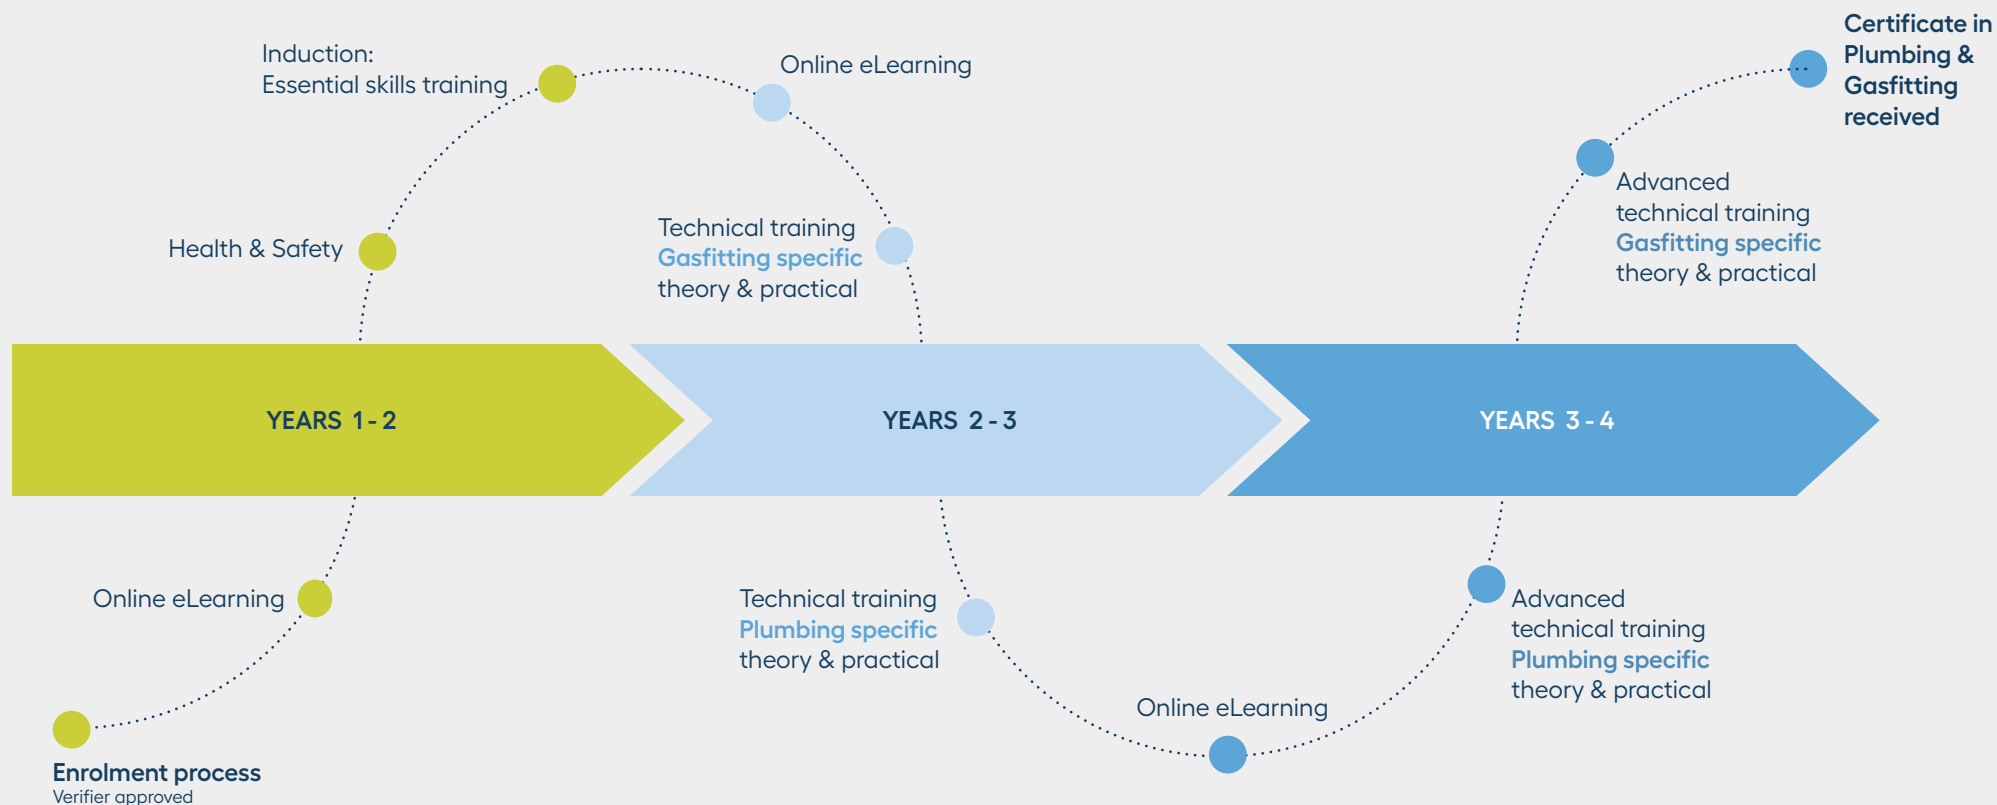 Certificate in
Plumbing &
Gasfitting
received
Induction:
Essential skills training
Online eLearning
Advanced
technical training
Gasfitting specific
theory & practical
Health & Safety
Technical training
Gasfitting specific
theory & practical
YEARS 1 - 2
YEARS 2 - 3
YEARS 3 - 4
Online eLearning
Technical training
Plumbing specific
theory & practical
Advanced
technical training
Plumbing specific
theory & practical
Online eLearning
Enrolment process
Verifier approved